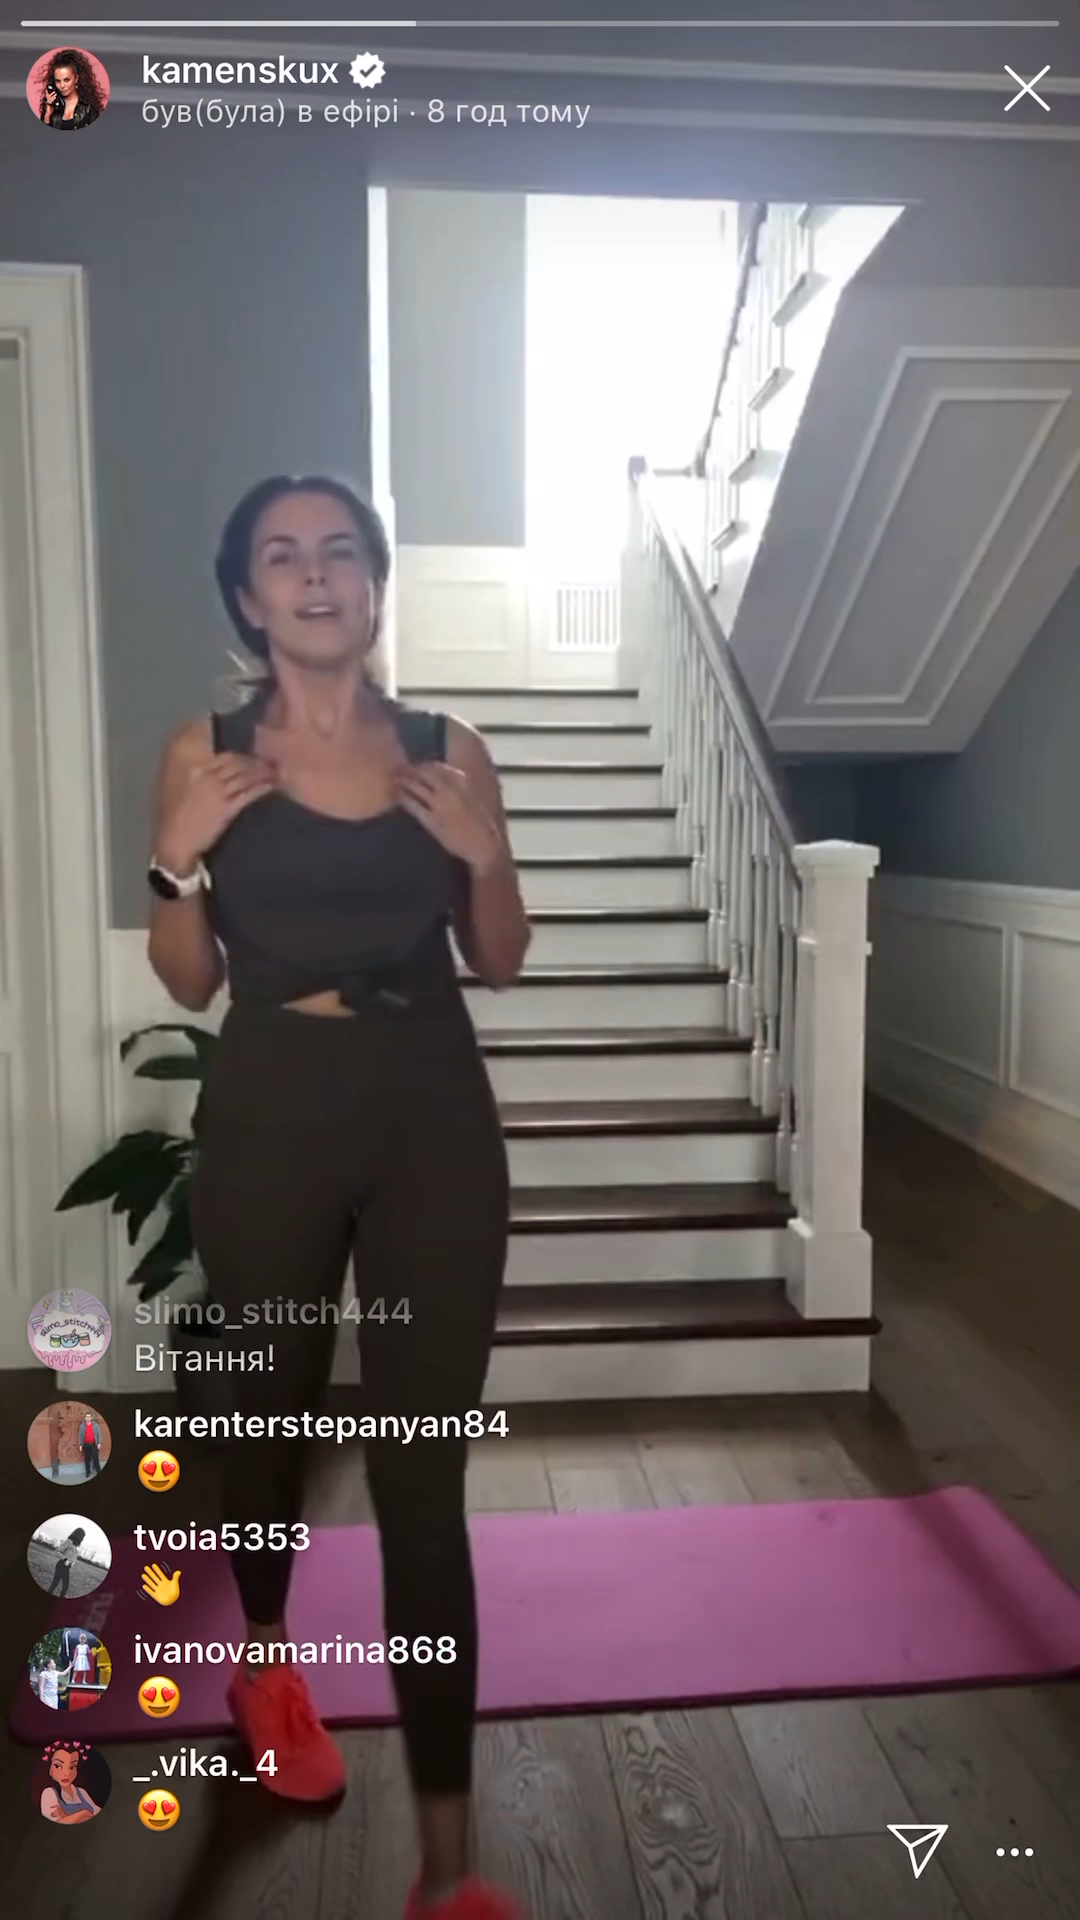 kamenskux
був(була) в ефірі · 8 год тому
slimo_stitch444
Вітання!
karenterstepanyan84
😍
tvoia5353
👋
ivanovamarina868
😍
_.vika._4
😍